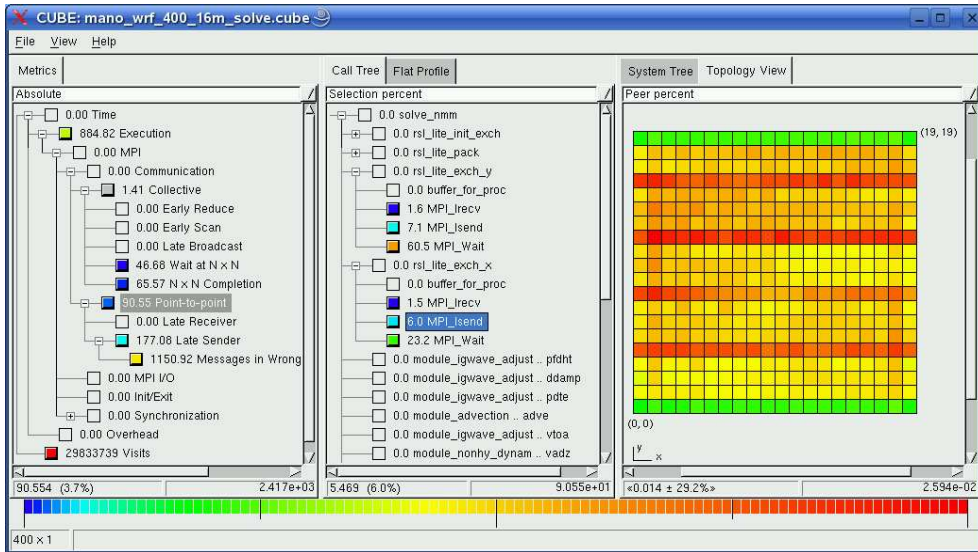 CUBE: mano_wrf_400_16m_solve.cube
File View Help
Metrics
Absolute
0.00 Time
884.82 Execution
0.00 MPI
0.00 Communication
1.41 Collective
0.00 Early Reduce
0.00 Early Scan
0.00 Late Broadcast
46.68 Wait at N × N
65.57 N × N Completion
90.55 Point-to-point
0.00 Late Receiver
177.08 Late Sender
1150.92 Messages in Wrong
0.00 MPI I/O
0.00 Init/Exit
0.00 Synchronization
0.00 Overhead
29833739 Visits
90.554 (3.7%) 2.417e+03
Call Tree Flat Profile
Selection percent
0.0 solve_nmm
0.0 rsl_lite_init_exch
0.0 rsl_lite_pack
0.0 rsl_lite_exch_y
0.0 buffer_for_proc
1.6 MPI_Irecv
7.1 MPI_Isend
60.5 MPI_Wait
0.0 rsl_lite_exch_x
0.0 buffer_for_proc
1.5 MPI_Irecv
6.0 MPI_Isend
23.2 MPI_Wait
0.0 module_igwave_adjust .. pfdht
0.0 module_igwave_adjust .. ddamp
0.0 module_igwave_adjust .. pdte
0.0 module_advection .. adve
0.0 module_igwave_adjust .. vtoa
0.0 module_nonhy_dynam .. vadz
5.469 (6.0%) 9.055e+01
System Tree Topology View
Peer percent
(19, 19)
(0, 0)
y
x
«0.014 ± 29.2%» 2.594e-02
400 × 1